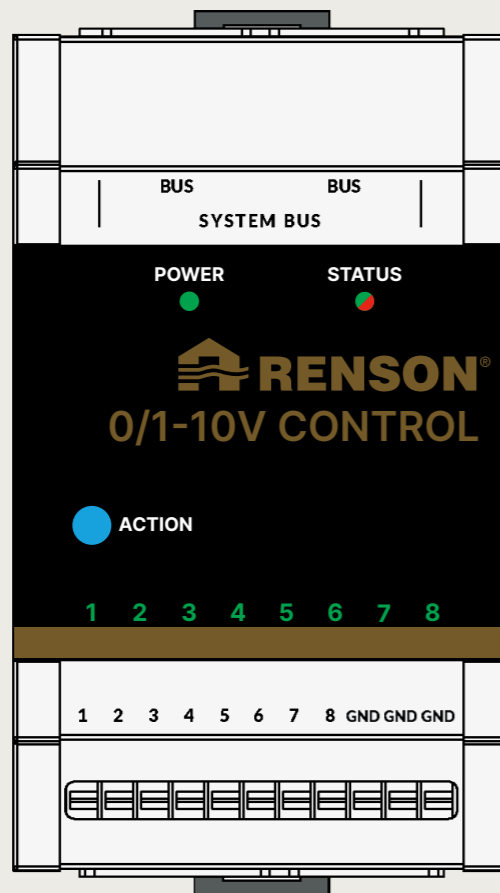 BUS BUS
SYSTEM BUS
POWER STATUS
RENSON®
0/1-10V CONTROL
ACTION
1 2 3 4 5 6 7 8
1 2 3 4 5 6 7 8 GND GND GND